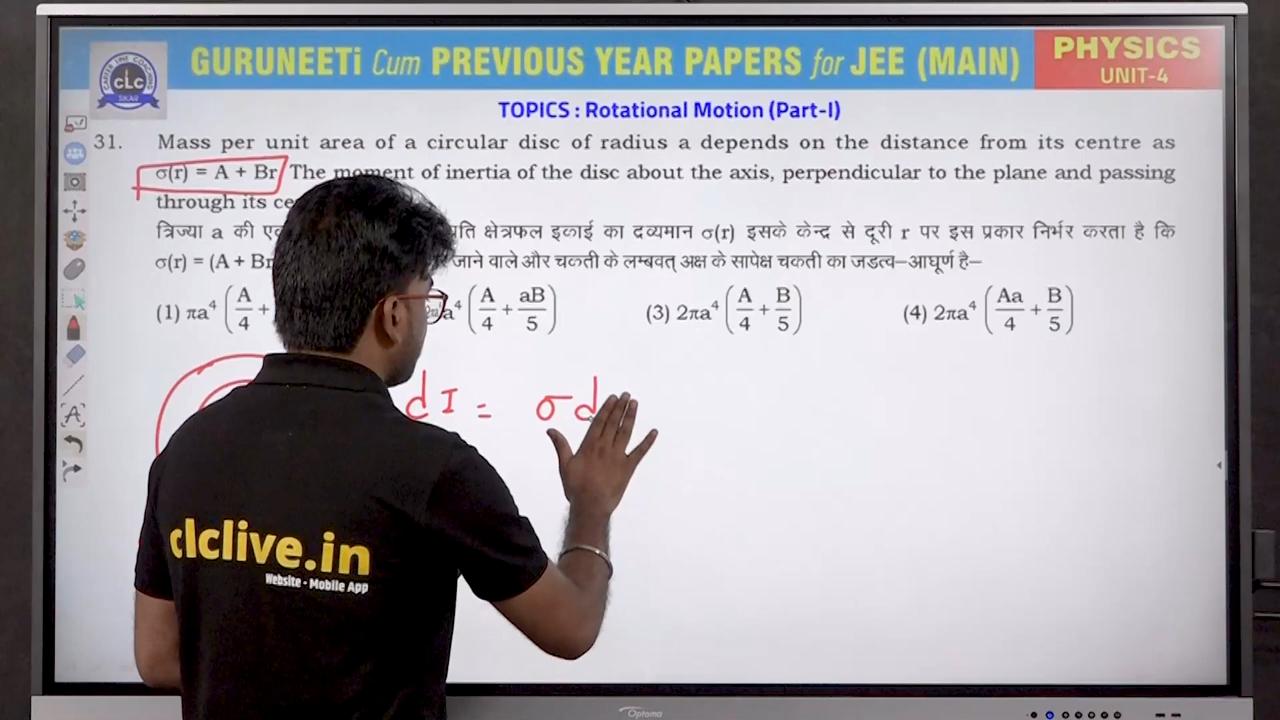 GURUNEETi Cum PREVIOUS YEAR PAPERS for JEE (MAIN)
PHYSICS
UNIT-4
cLc
SIKAR
TOPICS : Rotational Motion (Part-I)
31. Mass per unit area of a circular disc of radius a depends on the distance from its centre as
σ(r) = A + Br The moment of inertia of the disc about the axis, perpendicular to the plane and passing
through its
त्रिज्या a की क्षेत्रफल इकाई का द्रव्यमान σ(r) इसके केन्द्र से दूरी r पर इस प्रकार निर्भर करता है कि
σ(r) = (A + Br जाने वाले और चकती के लम्बवत् अक्ष के सापेक्ष चकती का जडत्व–आघूर्ण है–
(1) πa⁴ (A/4 + a⁴ (A/4 + aB/5) (3) 2πa⁴ (A/4 + B/5) (4) 2πa⁴ (Aa/4 + B/5)
dI = σd
clclive.in
Website - Mobile App
Optoma